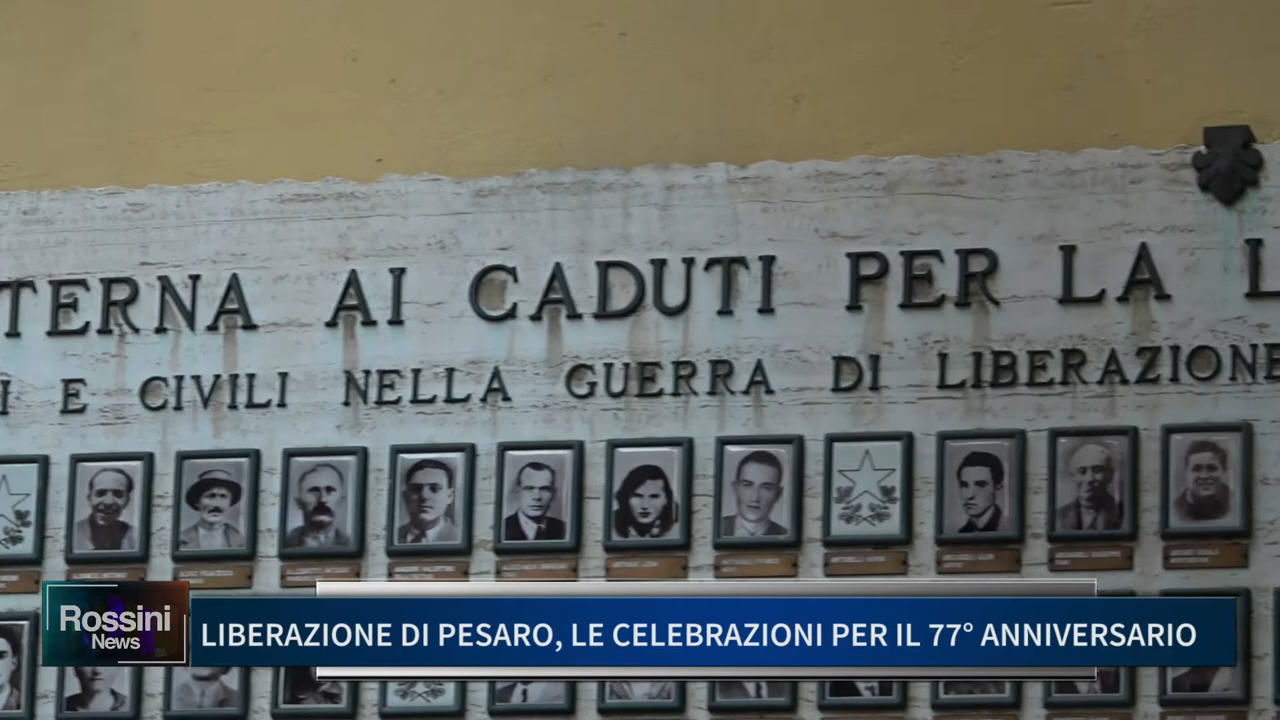 TERNA AI CADUTI PER LA L
I E CIVILI NELLA GUERRA DI LIBERAZIONE
Rossini
News
LIBERAZIONE DI PESARO, LE CELEBRAZIONI PER IL 77° ANNIVERSARIO